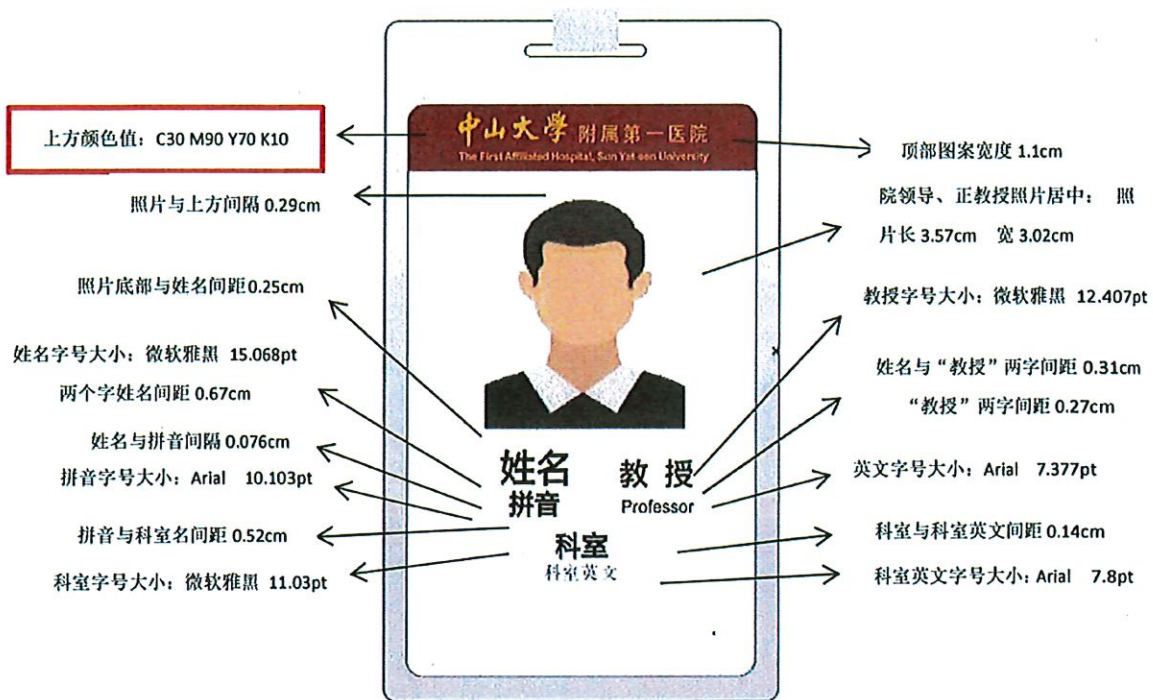 中山大學 附属第一医院
The First Affiliated Hospital, Sun Yat-sen University
上方颜色值：C30 M90 Y70 K10
照片与上方间隔 0.29cm
照片底部与姓名间距 0.25cm
姓名字号大小：微软雅黑 15.068pt
两个字姓名间距 0.67cm
姓名与拼音间隔 0.076cm
拼音字号大小：Arial 10.103pt
拼音与科室名间距 0.52cm
科室字号大小：微软雅黑 11.03pt
姓名 教 授
拼音 Professor
科室
科室英文
顶部图案宽度 1.1cm
院领导、正教授照片居中： 照
片长 3.57cm 宽 3.02cm
教授字号大小：微软雅黑 12.407pt
姓名与“教授”两字间距 0.31cm
“教授”两字间距 0.27cm
英文字号大小：Arial 7.377pt
科室与科室英文间距 0.14cm
科室英文字号大小：Arial 7.8pt